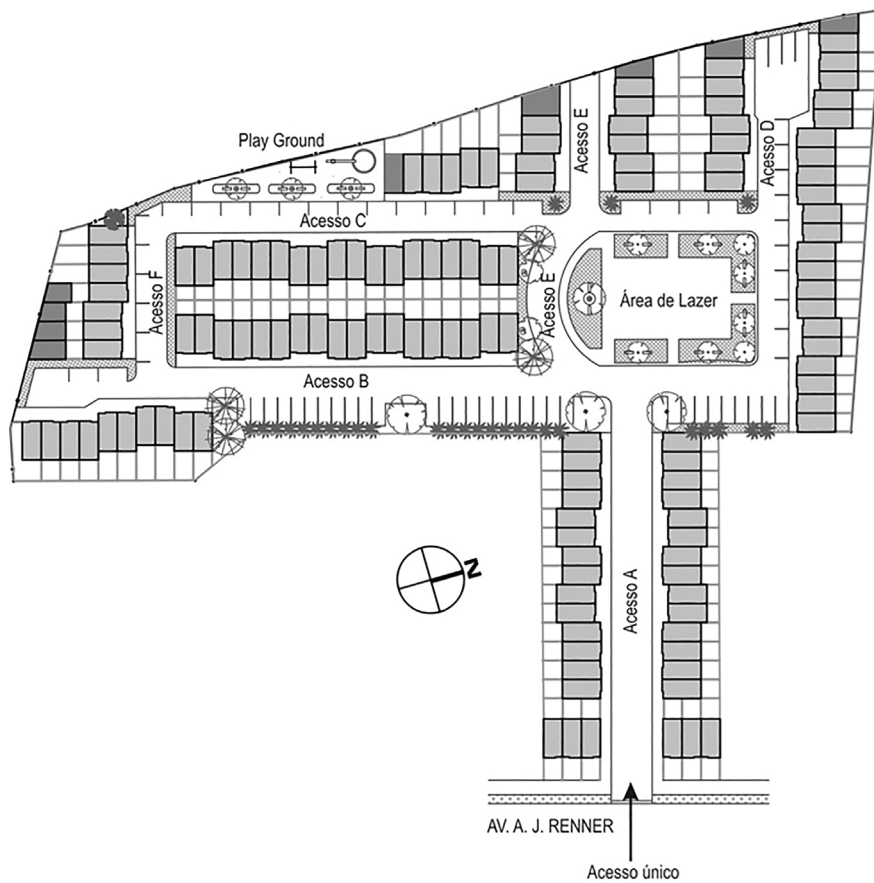 Play Ground
Acesso E
Acesso D
Acesso C
Acesso F
Acesso E
Área de Lazer
Acesso B
N
Acesso A
AV. A. J. RENNER
Acesso único